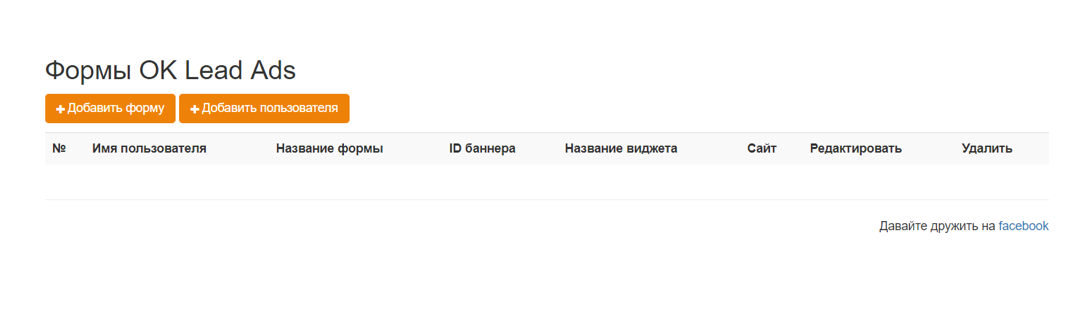 Формы OK Lead Ads
Добавить форму Добавить пользователя
№ Имя пользователя Название формы ID баннера Название виджета Сайт Редактировать Удалить
Давайте дружить на facebook